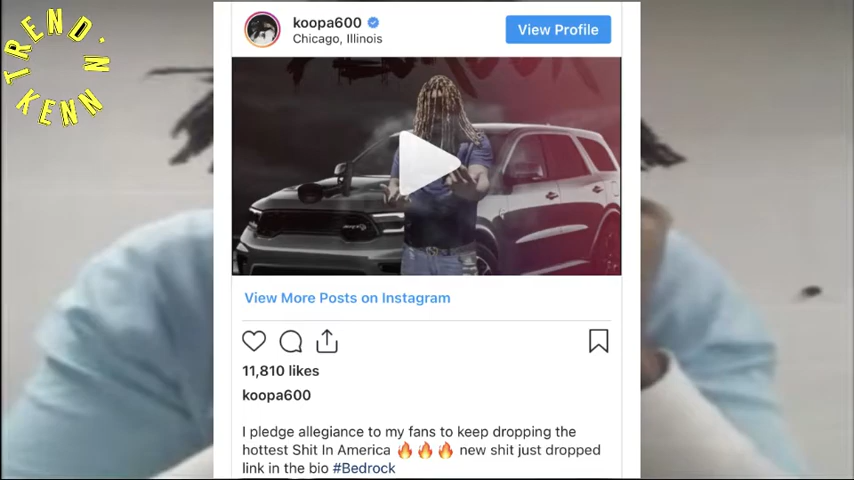 TREND'N
KENN
koopa600
Chicago, Illinois
View Profile
View More Posts on Instagram
11,810 likes
koopa600
I pledge allegiance to my fans to keep dropping the
hottest Shit In America 🔥🔥🔥 new shit just dropped
link in the bio #Bedrock